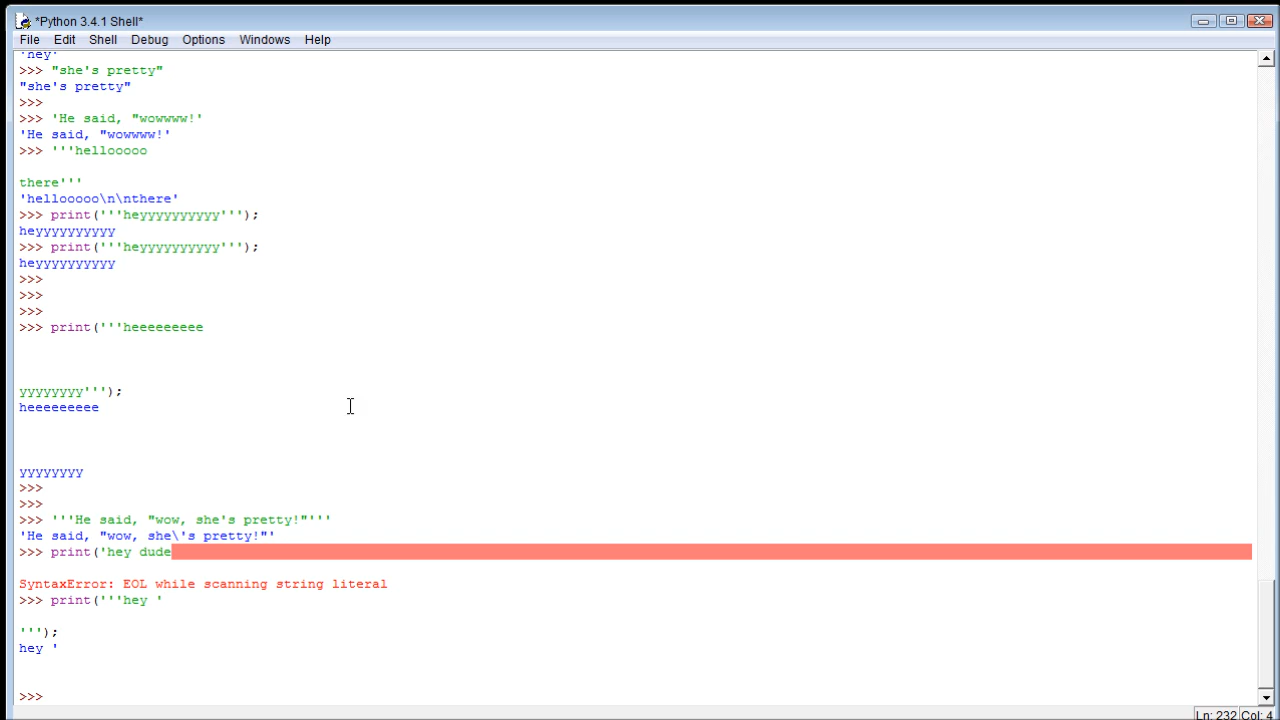 *Python 3.4.1 Shell*
File Edit Shell Debug Options Windows Help
'hey'
>>> "she's pretty"
"she's pretty"
>>>
>>> 'He said, "wowwww!'
'He said, "wowwww!'
>>> '''hellooooo
there'''
'hellooooo\n\nthere'
>>> print('''heyyyyyyyyyy''');
heyyyyyyyyyy
>>> print('''heyyyyyyyyyy''');
heyyyyyyyyyy
>>>
>>>
>>>
>>> print('''heeeeeeeee
yyyyyyyy''');
heeeeeeeee
yyyyyyyy
>>>
>>>
>>> '''He said, "wow, she's pretty!"'''
'He said, "wow, she\'s pretty!"'
>>> print('hey dude
SyntaxError: EOL while scanning string literal
>>> print('''hey '
''');
hey '
>>>
Ln: 232 Col: 4